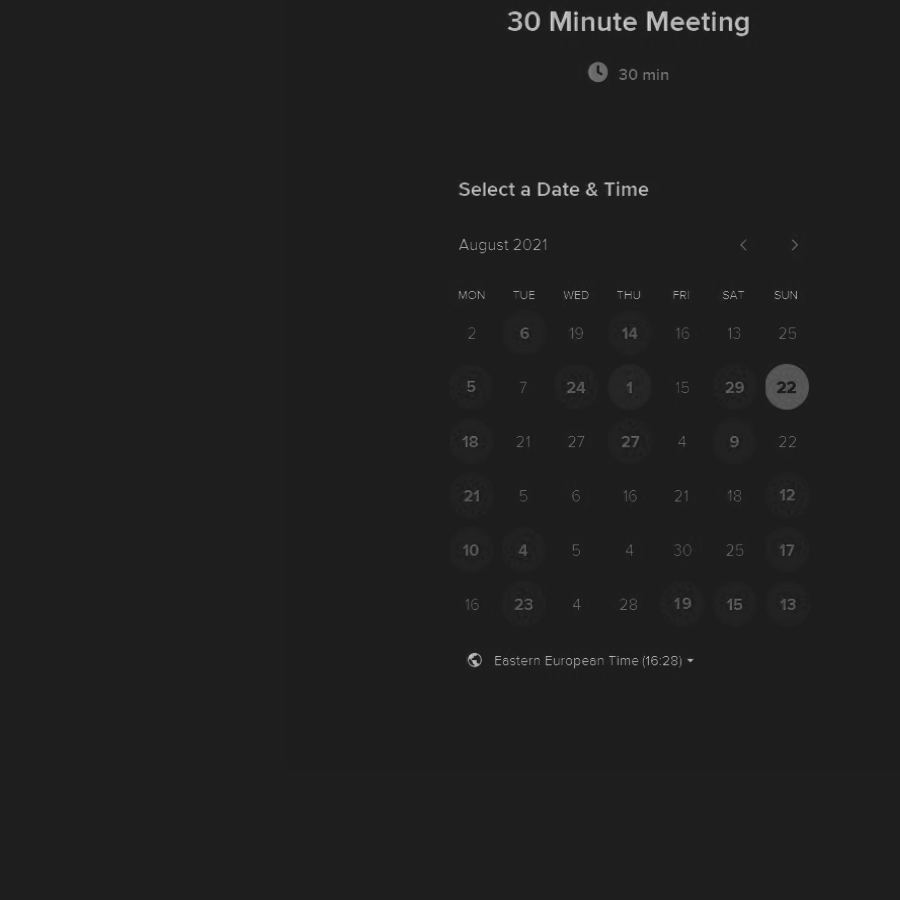 30 Minute Meeting
30 min
Select a Date & Time
August 2021
MON TUE WED THU FRI SAT SUN
2 6 19 14 16 13 25
5 7 24 1 15 29 22
18 21 27 27 4 9 22
21 5 6 16 21 18 12
10 4 5 4 30 25 17
16 23 4 28 19 15 13
Eastern European Time (16:28)